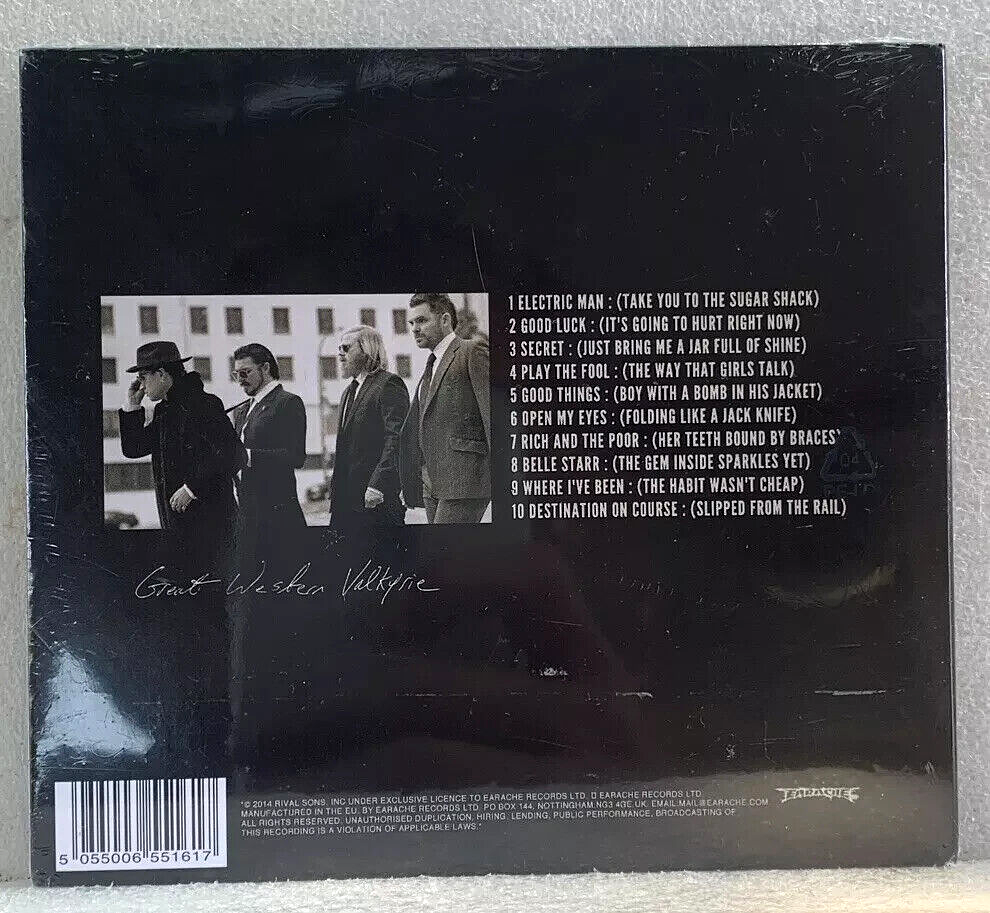 1 ELECTRIC MAN : (TAKE YOU TO THE SUGAR SHACK)
2 GOOD LUCK : (IT'S GOING TO HURT RIGHT NOW)
3 SECRET : (JUST BRING ME A JAR FULL OF SHINE)
4 PLAY THE FOOL : (THE WAY THAT GIRLS TALK)
5 GOOD THINGS : (BOY WITH A BOMB IN HIS JACKET)
6 OPEN MY EYES : (FOLDING LIKE A JACK KNIFE)
7 RICH AND THE POOR : (HER TEETH BOUND BY BRACES)
8 BELLE STARR : (THE GEM INSIDE SPARKLES YET)
9 WHERE I'VE BEEN : (THE HABIT WASN'T CHEAP)
10 DESTINATION ON COURSE : (SLIPPED FROM THE RAIL)
Great Western Valkyrie
5 055006 551617
"© 2014 RIVAL SONS, INC UNDER EXCLUSIVE LICENCE TO EARACHE RECORDS LTD. ▯ EARACHE RECORDS LTD.
MANUFACTURED IN THE EU. BY EARACHE RECORDS LTD. PO BOX 144, NOTTINGHAM.NG3 4GE.UK. EMAIL:MAIL@EARACHE.COM
ALL RIGHTS RESERVED. UNAUTHORISED DUPLICATION, HIRING, LENDING, PUBLIC PERFORMANCE, BROADCASTING OF
THIS RECORDING IS A VIOLATION OF APPLICABLE LAWS."
EARACHE